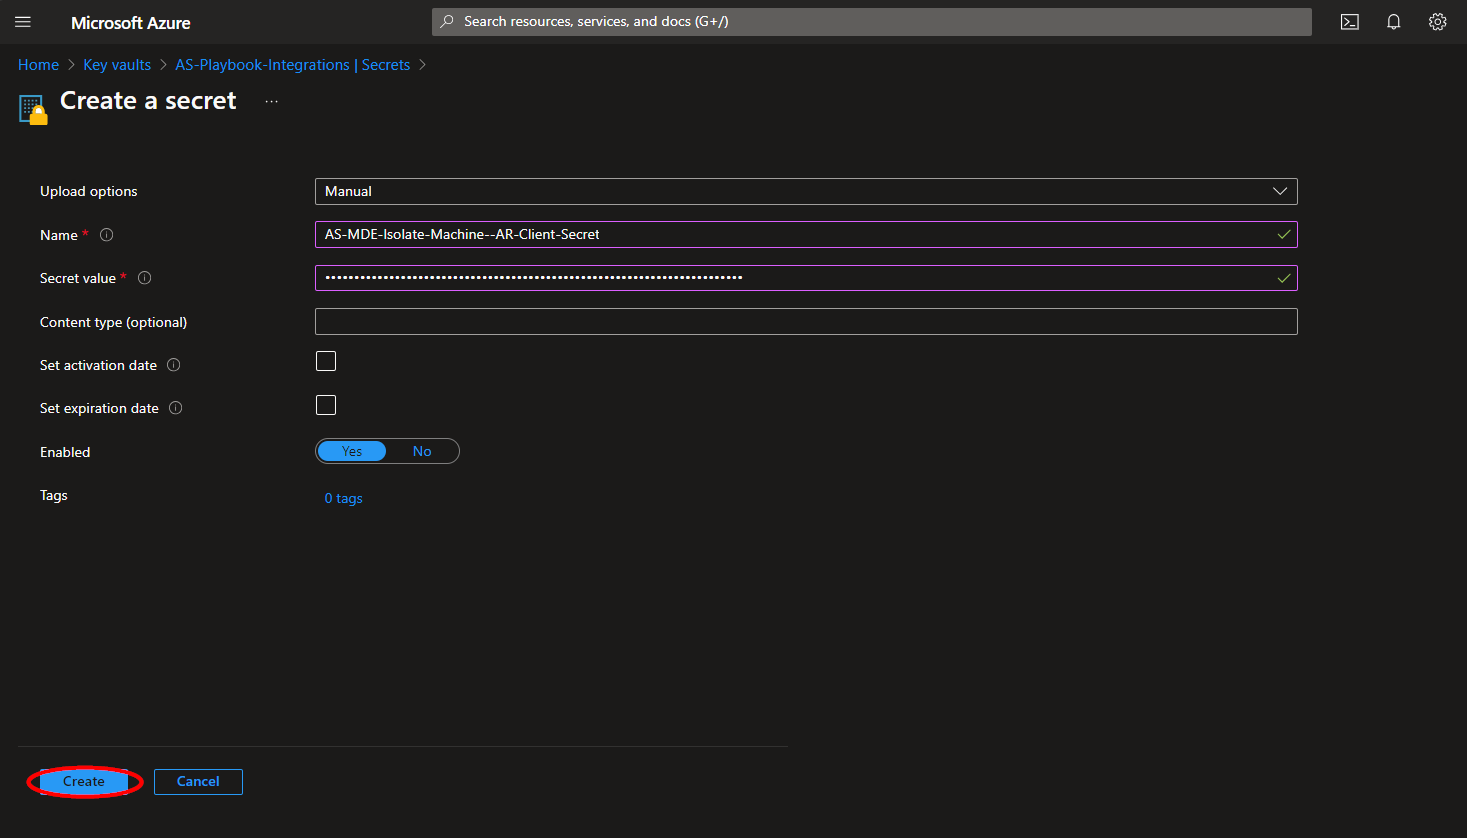 Microsoft Azure
Search resources, services, and docs (G+/)
Home > Key vaults > AS-Playbook-Integrations | Secrets >
Create a secret ...
Upload options Manual
Name * AS-MDE-Isolate-Machine--AR-Client-Secret
Secret value *
Content type (optional)
Set activation date
Set expiration date
Enabled Yes No
Tags 0 tags
Create Cancel